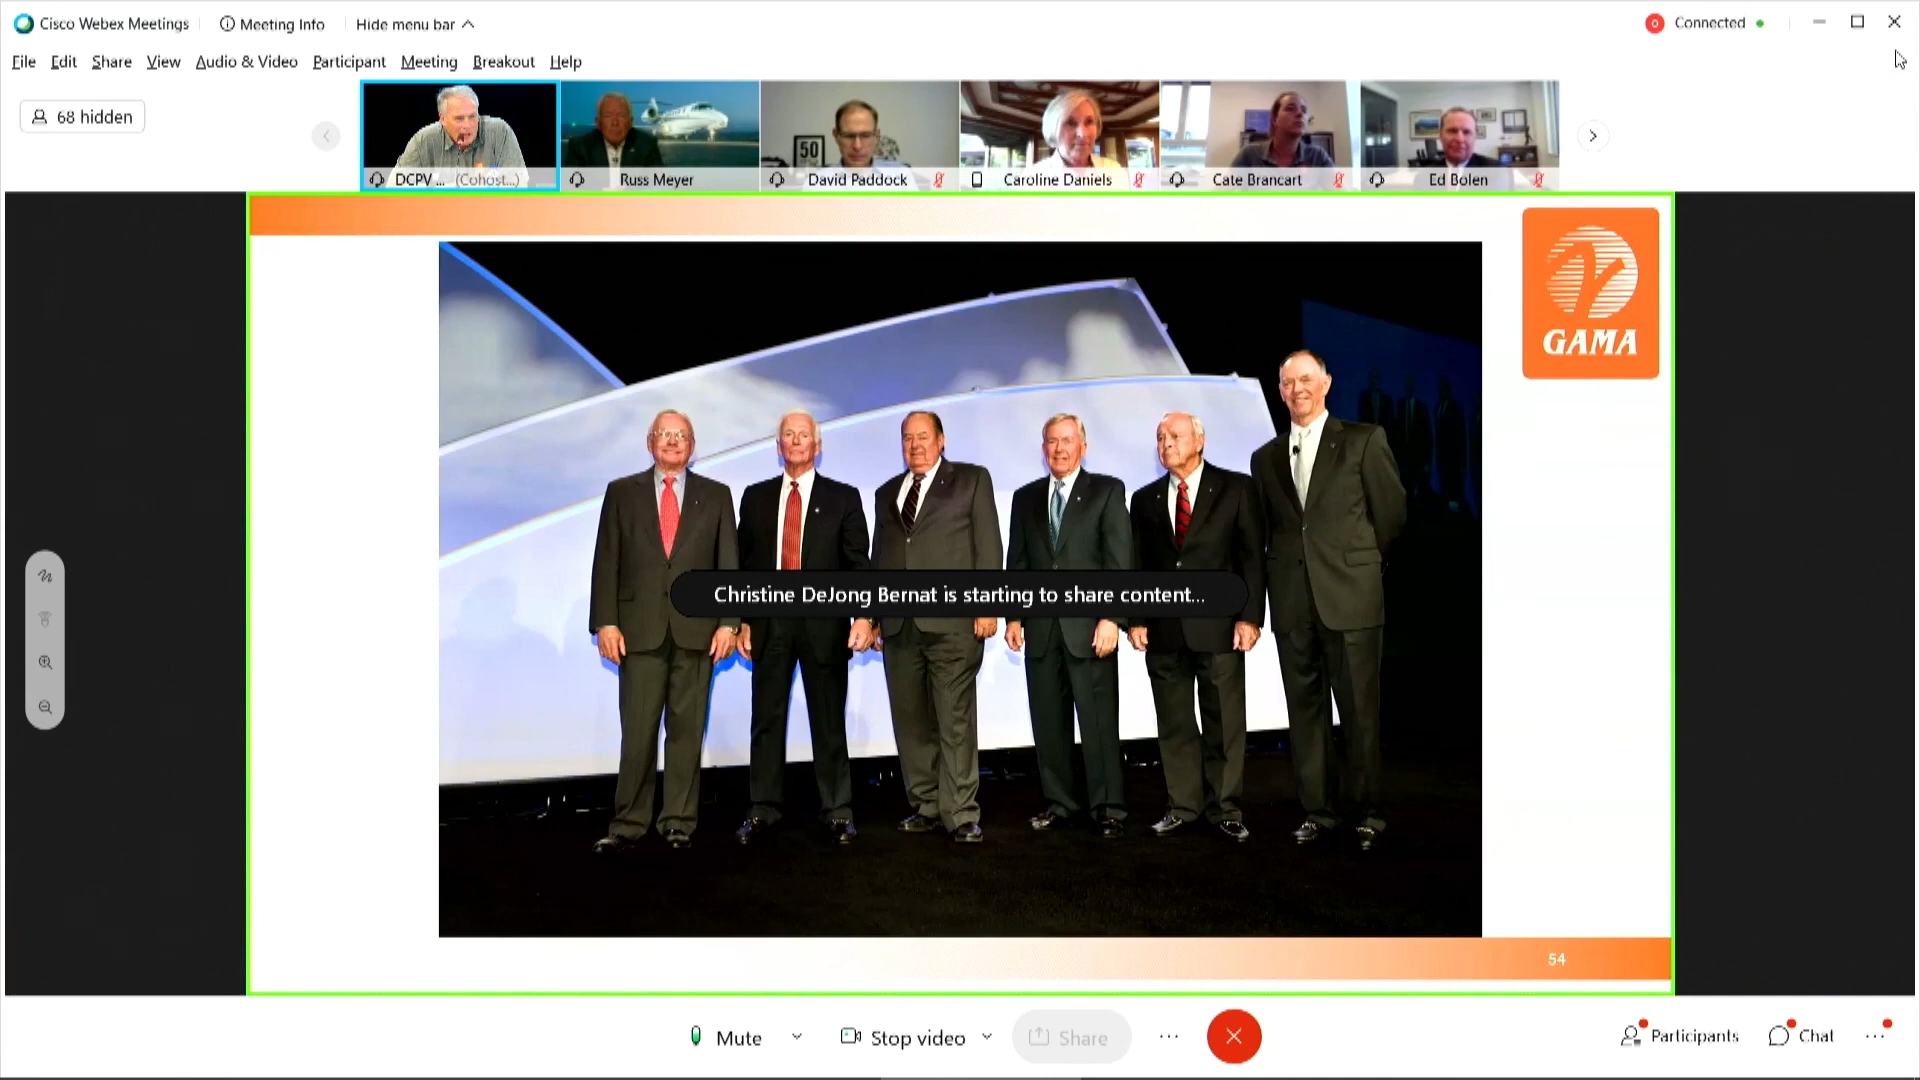 Cisco Webex Meetings
Meeting Info
Hide menu bar
Connected
File Edit Share View Audio & Video Participant Meeting Breakout Help
68 hidden
50
DCPV ... (Cohost...)
Russ Meyer
David Paddock
Caroline Daniels
Cate Brancart
Ed Bolen
GAMA
Christine DeJong Bernat is starting to share content...
54
Mute
Stop video
Share
Participants
Chat